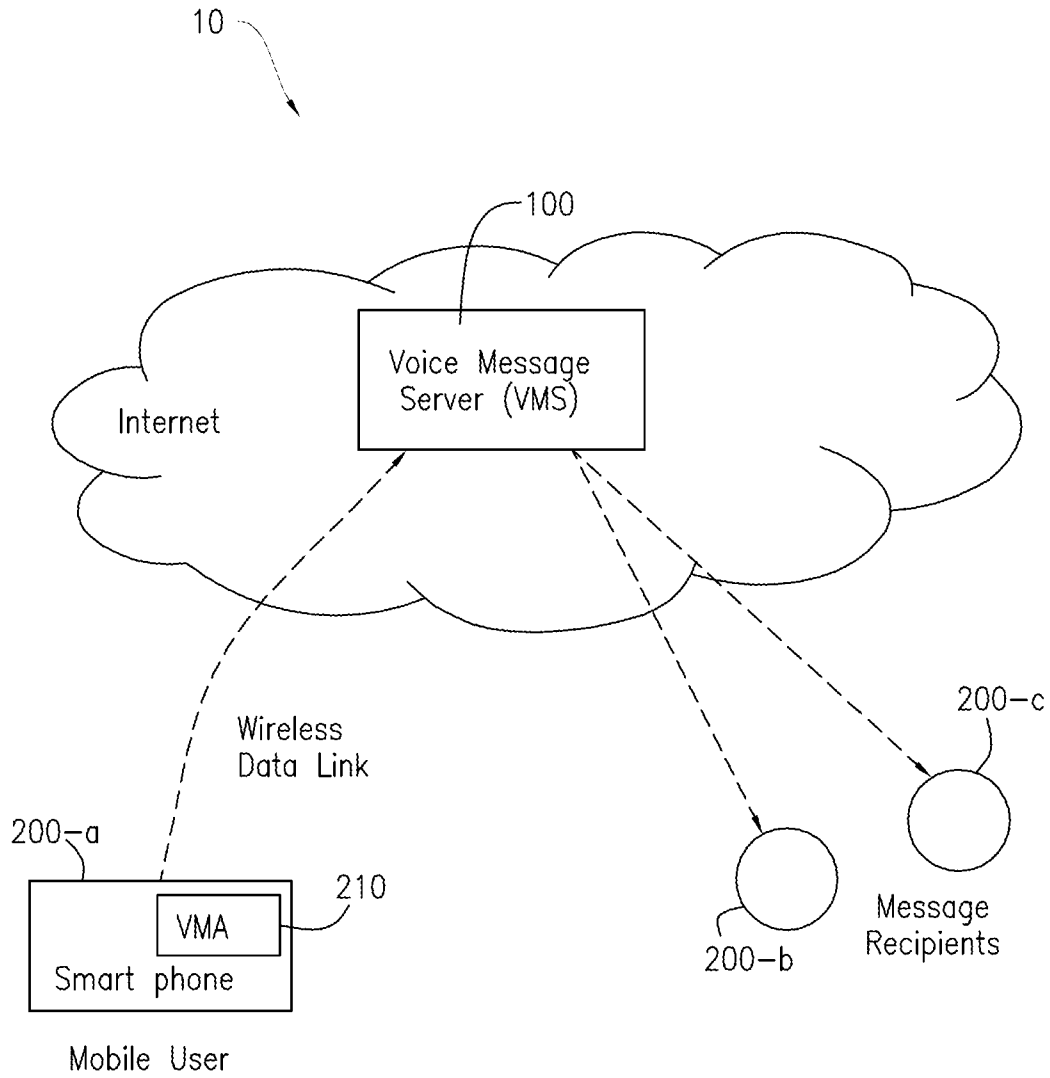 10
100
Voice Message
Server (VMS)
Internet
Wireless
Data Link
200-c
200-a
210
VMA
Smart phone
200-b
Message
Recipients
Mobile User